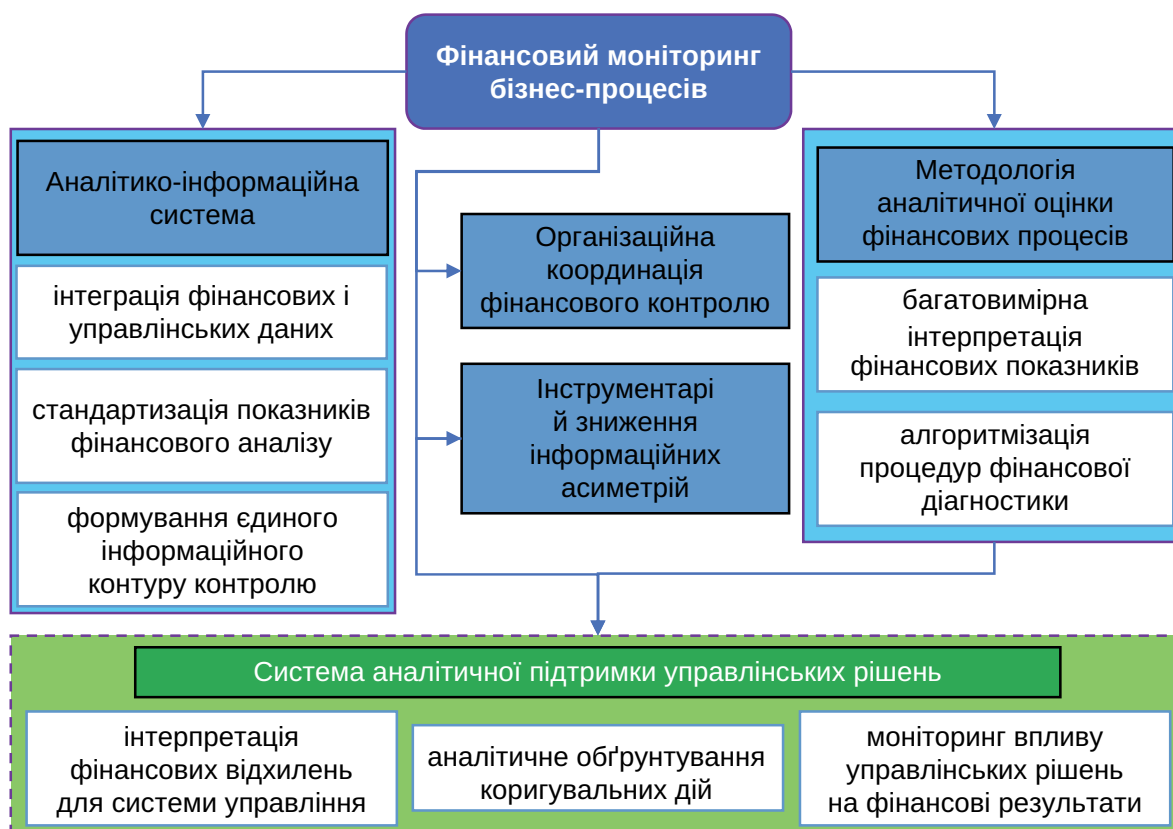 Фінансовий моніторинг
бізнес-процесів
Аналітико-інформаційна
система
інтеграція фінансових і
управлінських даних
стандартизація показників
фінансового аналізу
формування єдиного
інформаційного
контуру контролю
Організаційна
координація
фінансового контролю
Інструментарі
й зниження
інформаційних
асиметрій
Методологія
аналітичної оцінки
фінансових процесів
багатовимірна
інтерпретація
фінансових показників
алгоритмізація
процедур фінансової
діагностики
Система аналітичної підтримки управлінських рішень
інтерпретація
фінансових відхилень
для системи управління
аналітичне обґрунтування
коригувальних дій
моніторинг впливу
управлінських рішень
на фінансові результати